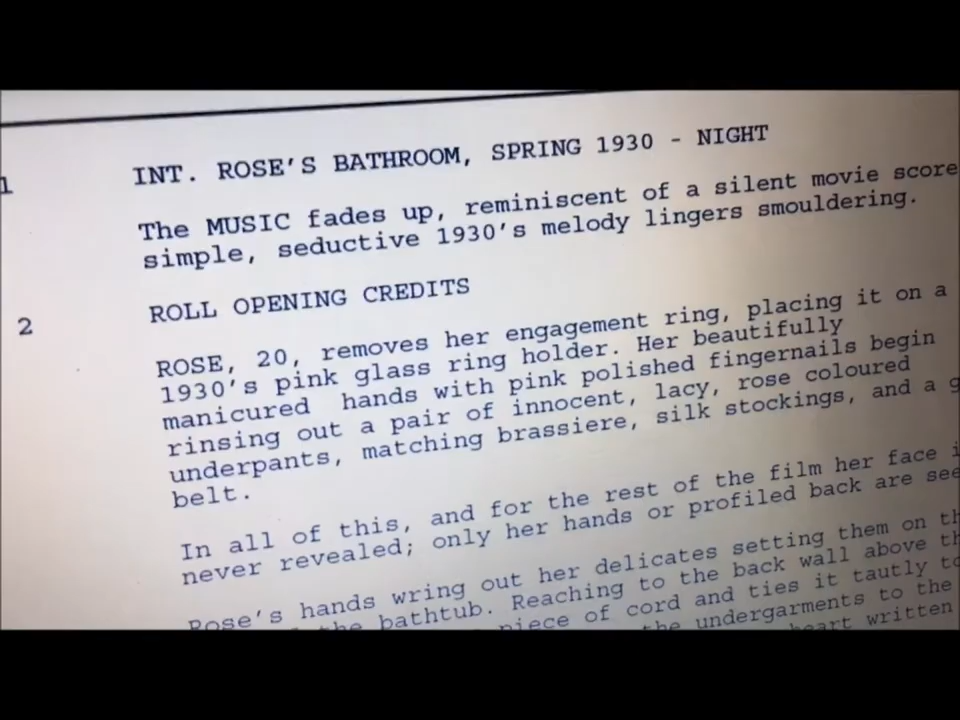 1 INT. ROSE'S BATHROOM, SPRING 1930 - NIGHT
The MUSIC fades up, reminiscent of a silent movie score
simple, seductive 1930's melody lingers smouldering.
2 ROLL OPENING CREDITS
ROSE, 20, removes her engagement ring, placing it on a
1930's pink glass ring holder. Her beautifully
manicured hands with pink polished fingernails begin
rinsing out a pair of innocent, lacy, rose coloured
underpants, matching brassiere, silk stockings, and a
belt.
In all of this, and for the rest of the film her face
never revealed; only her hands or profiled back are
Rose's hands wring out her delicates setting them on
the bathtub. Reaching to the back wall above
piece of cord and ties it tautly
the undergarments to the
heart written